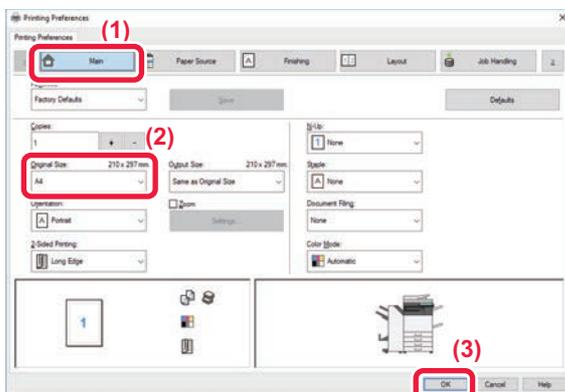 Printing Preferences
Printing Preferences
(1)
Main
Paper Source
Finishing
Layout
Job Handling
Factory Defaults
Save
Defaults
Copies:
1
+ -
(2)
N-Up:
1 None
Original Size: 210 x 297 mm.
A4
Output Size: 210 x 297 mm.
Same as Original Size
Staple:
A None
Orientation:
A Portrait
Zoom
Settings...
Document Filing:
None
2-Sided Printing:
Long Edge
Color Mode:
Automatic
1
(3)
OK
Cancel
Help